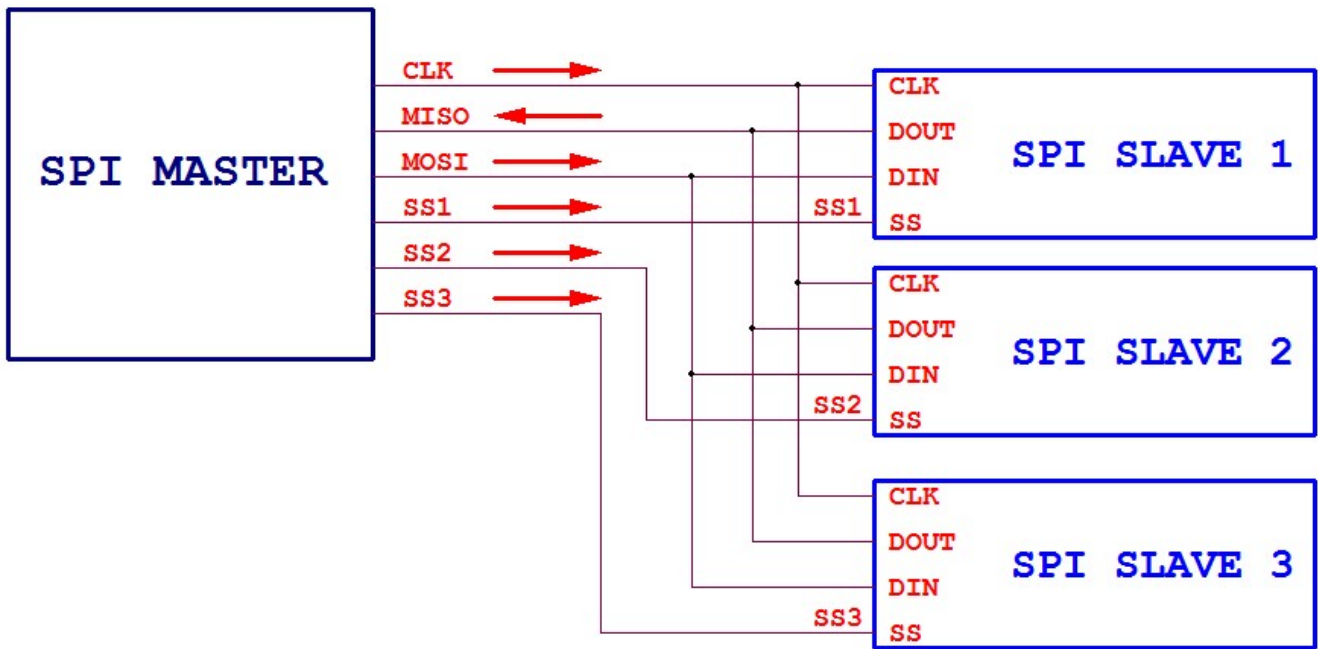 SPI MASTER
CLK
MISO
MOSI
SS1
SS2
SS3
CLK
DOUT
DIN
SS1
SS
SPI SLAVE 1
CLK
DOUT
DIN
SS2
SS
SPI SLAVE 2
CLK
DOUT
DIN
SS3
SS
SPI SLAVE 3